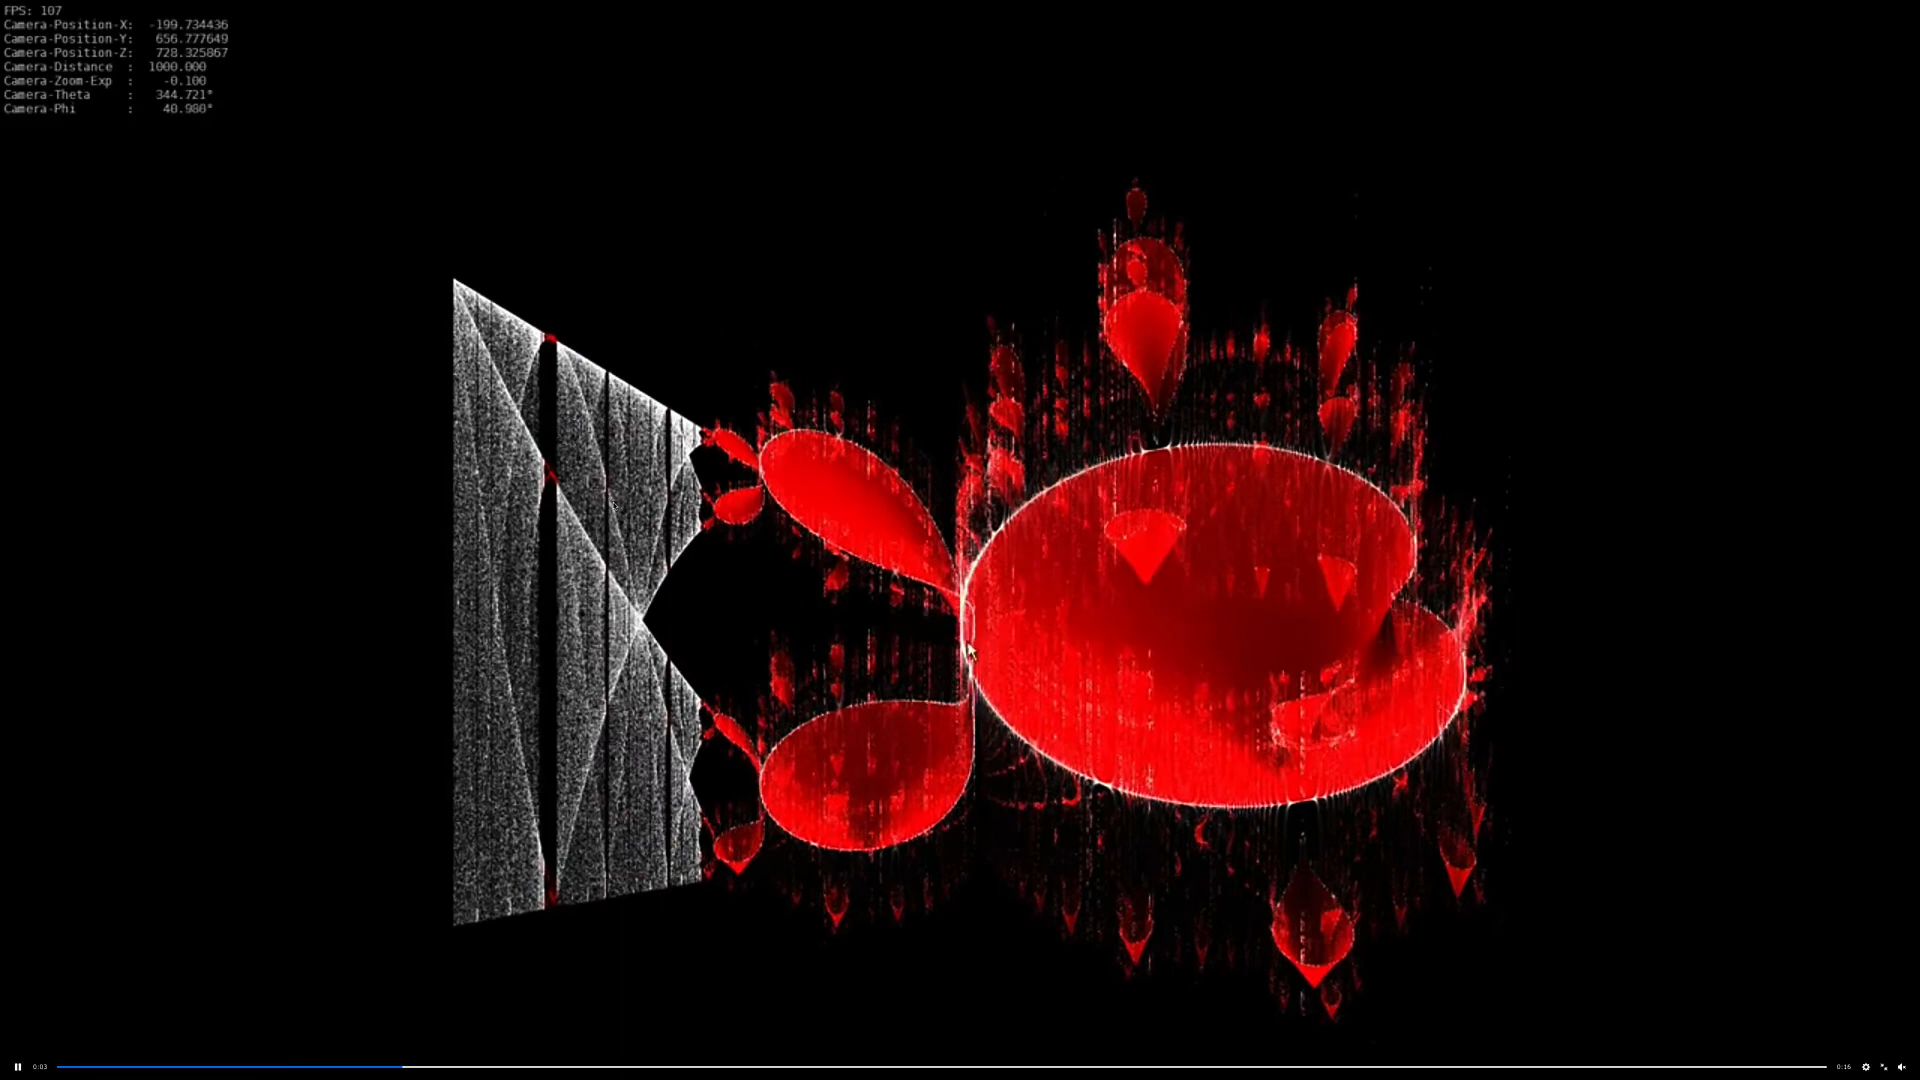 FPS: 107
Camera-Position-X: -199.734436
Camera-Position-Y: 656.777649
Camera-Position-Z: 728.325867
Camera-Distance : 1000.000
Camera-Zoom-Exp : -0.100
Camera-Theta : 344.721°
Camera-Phi : 40.980°
0:03 0:16